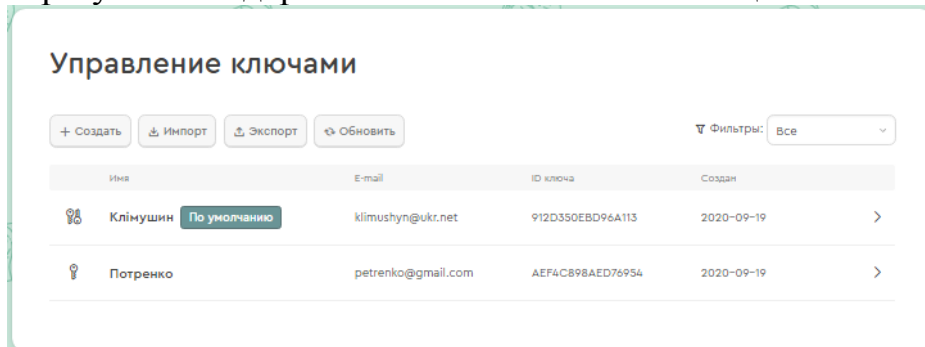 Управление ключами
+ Создать Импорт Экспорт Обновить Фильтры: Все
Имя E-mail ID ключа Создан
Клімушин По умолчанию klimushyn@ukr.net 912D350EBD96A113 2020-09-19
Потренко petrenko@gmail.com AEF4C898AED76954 2020-09-19